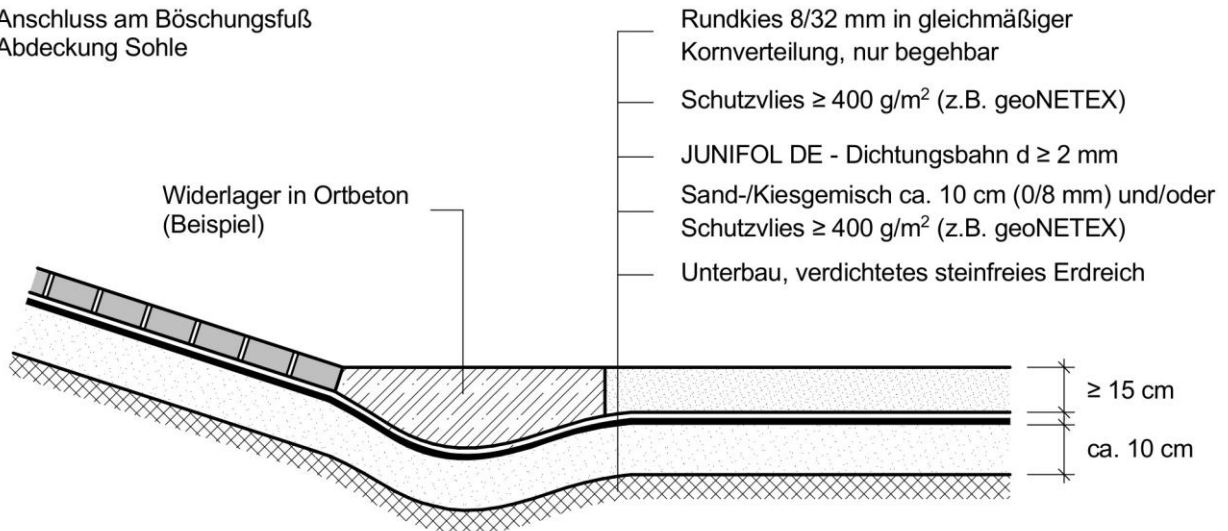 Anschluss am Böschungsfuß
Abdeckung Sohle
Rundkies 8/32 mm in gleichmäßiger
Kornverteilung, nur begehbar
Schutzvlies ≥ 400 g/m² (z.B. geoNETEX)
JUNIFOL DE - Dichtungsbahn d ≥ 2 mm
Widerlager in Ortbeton
(Beispiel)
Sand-/Kiesgemisch ca. 10 cm (0/8 mm) und/oder
Schutzvlies ≥ 400 g/m² (z.B. geoNETEX)
Unterbau, verdichtetes steinfreies Erdreich
≥ 15 cm
ca. 10 cm